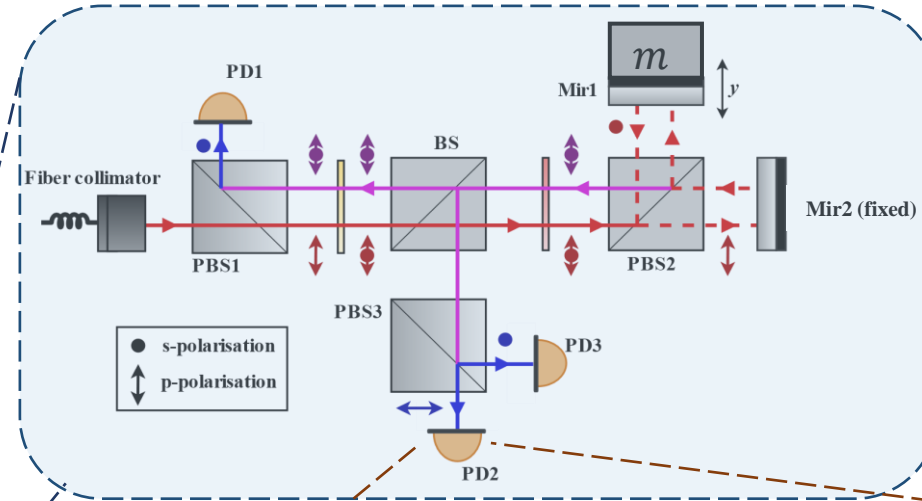 m
PD1
Mir1
y
BS
Fiber collimator
Mir2 (fixed)
PBS1
PBS2
PBS3
s-polarisation
PD3
p-polarisation
PD2